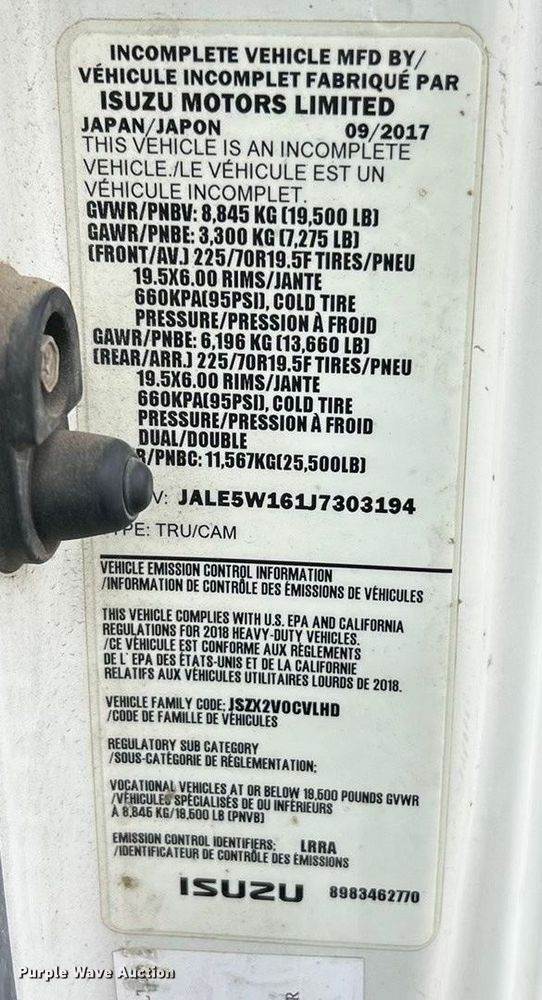 INCOMPLETE VEHICLE MFD BY/
VÉHICULE INCOMPLET FABRIQUÉ PAR
ISUZU MOTORS LIMITED
JAPAN/JAPON 09/2017
THIS VEHICLE IS AN INCOMPLETE
VEHICLE./LE VÉHICULE EST UN
VÉHICULE INCOMPLET.
GVWR/PNBV: 8,845 KG (19,500 LB)
GAWR/PNBE: 3,300 KG (7,275 LB)
(FRONT/AV.) 225/70R19.5F TIRES/PNEU
19.5X6.00 RIMS/JANTE
660KPA(95PSI), COLD TIRE
PRESSURE/PRESSION À FROID
GAWR/PNBE: 6,196 KG (13,660 LB)
(REAR/ARR.) 225/70R19.5F TIRES/PNEU
19.5X6.00 RIMS/JANTE
660KPA(95PSI), COLD TIRE
PRESSURE/PRESSION À FROID
DUAL/DOUBLE
R/PNBC: 11,567KG(25,500LB)
V: JALE5W161J7303194
PE: TRU/CAM
VEHICLE EMISSION CONTROL INFORMATION
/INFORMATION DE CONTRÔLE DES ÉMISSIONS DE VÉHICULES
THIS VEHICLE COMPLIES WITH U.S. EPA AND CALIFORNIA
REGULATIONS FOR 2018 HEAVY-DUTY VEHICLES.
/CE VÉHICULE EST CONFORME AUX RÈGLEMENTS
DE L' EPA DES ÉTATS-UNIS ET DE LA CALIFORNIE
RELATIFS AUX VÉHICULES UTILITAIRES LOURDS DE 2018.
VEHICLE FAMILY CODE: JSZX2VOCVLHD
/CODE DE FAMILLE DE VÉHICULES
REGULATORY SUB CATEGORY
/SOUS-CATÉGORIE DE RÉGLEMENTATION:
VOCATIONAL VEHICLES AT OR BELOW 19,500 POUNDS GVWR
/VÉHICULES SPÉCIALISÉS DE OU INFÉRIEURS
À 8,845 KG/19,500 LB (PNVB)
EMISSION CONTROL IDENTIFIERS: LRRA
/IDENTIFICATEUR DE CONTRÔLE DES ÉMISSIONS
ISUZU 8983462770
Purple Wave Auction